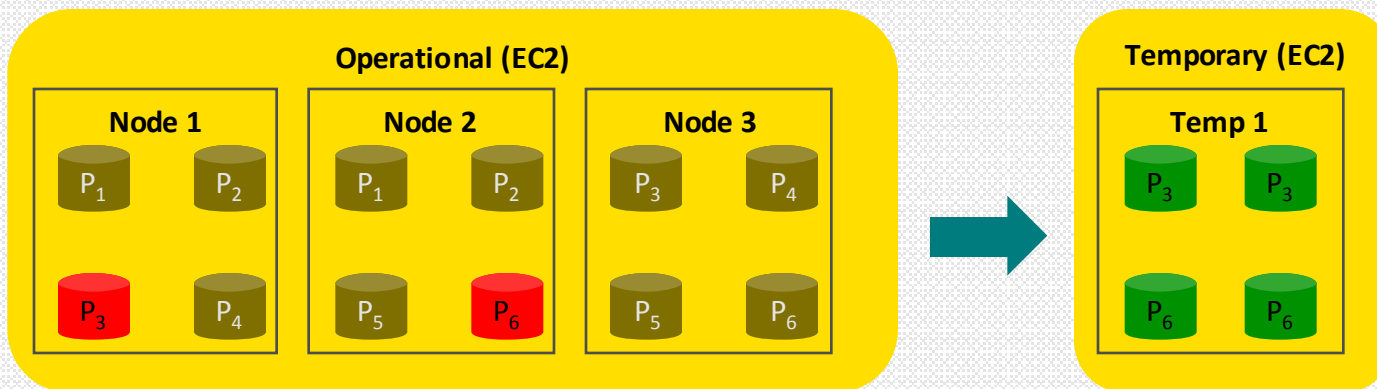 Operational (EC2)
Temporary (EC2)
Node 1
Node 2
Node 3
Temp 1
P1 P2 P1 P2 P3 P4 P3 P3
P3 P4 P5 P6 P5 P6 P6 P6